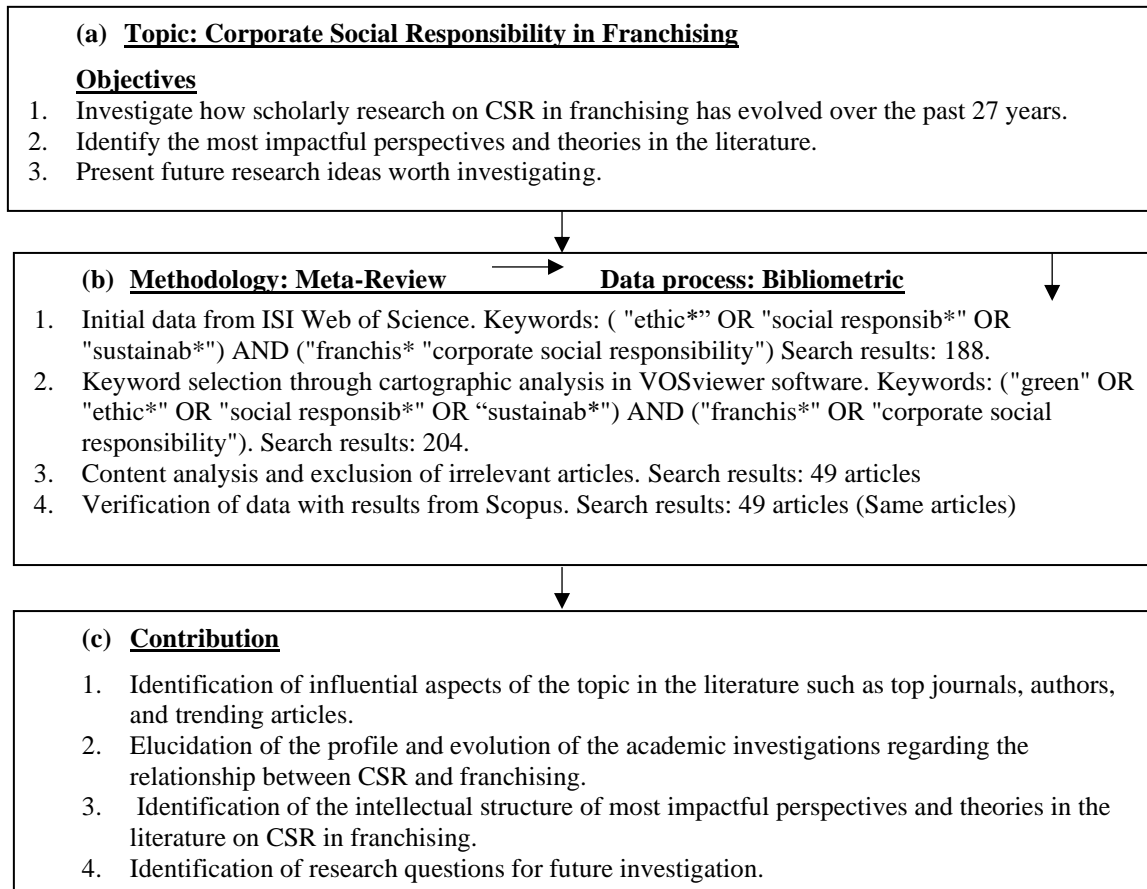 (a) Topic: Corporate Social Responsibility in Franchising
Objectives
1. Investigate how scholarly research on CSR in franchising has evolved over the past 27 years.
2. Identify the most impactful perspectives and theories in the literature.
3. Present future research ideas worth investigating.
(b) Methodology: Meta-Review Data process: Bibliometric
1. Initial data from ISI Web of Science. Keywords: ( "ethic*” OR "social responsib*" OR
"sustainab*") AND ("franchis* "corporate social responsibility") Search results: 188.
2. Keyword selection through cartographic analysis in VOSviewer software. Keywords: ("green" OR
"ethic*" OR "social responsib*" OR “sustainab*") AND ("franchis*" OR "corporate social
responsibility"). Search results: 204.
3. Content analysis and exclusion of irrelevant articles. Search results: 49 articles
4. Verification of data with results from Scopus. Search results: 49 articles (Same articles)
(c) Contribution
1. Identification of influential aspects of the topic in the literature such as top journals, authors,
and trending articles.
2. Elucidation of the profile and evolution of the academic investigations regarding the
relationship between CSR and franchising.
3. Identification of the intellectual structure of most impactful perspectives and theories in the
literature on CSR in franchising.
4. Identification of research questions for future investigation.